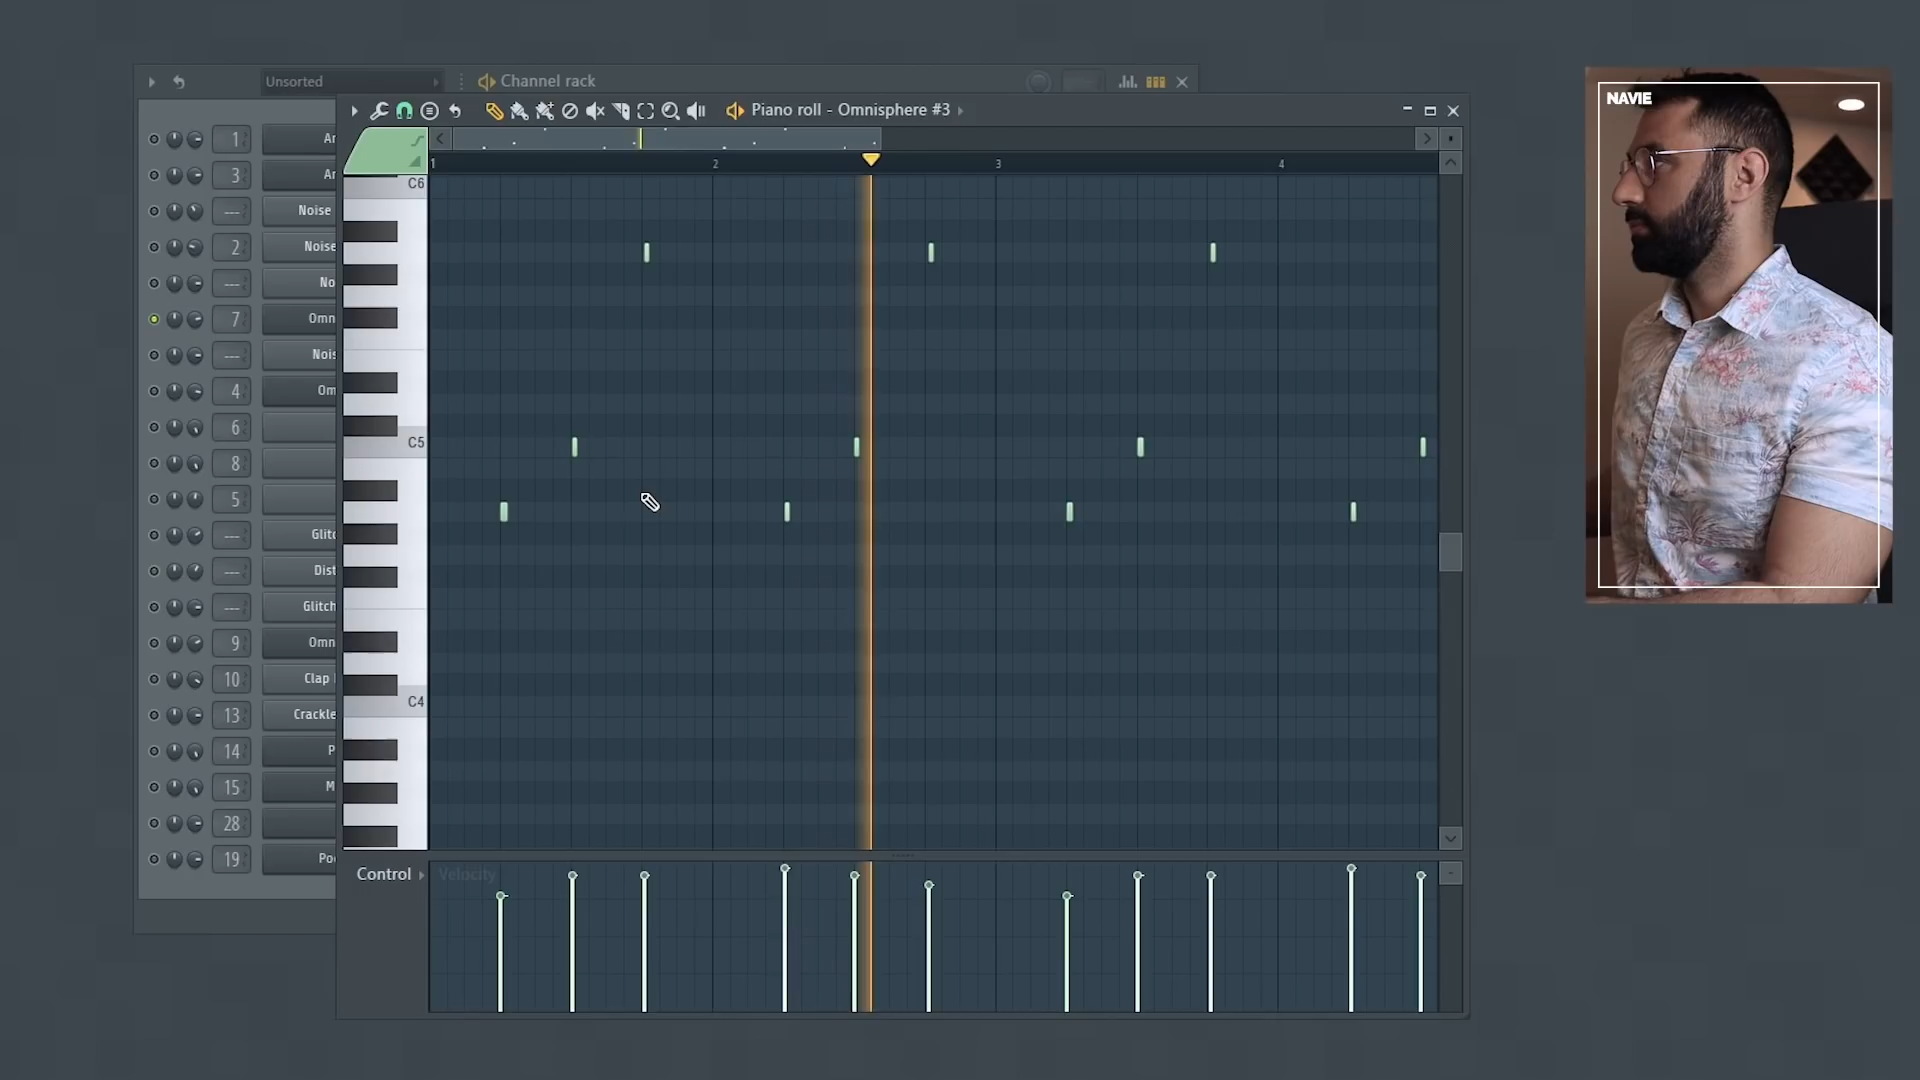 Unsorted
Channel rack
NAVIE
Piano roll - Omnisphere #3
1
2
3
4
1 Ar
3 Ar
--- Noise
2 Noise
--- No
7 Omn
--- Nois
4 Om
6
8
5
--- Glitc
--- Dist
--- Glitch
9 Omn
10 Clap
13 Crackle
14 P
15 M
28
19 Poo
C6
C5
C4
Control
Velocity